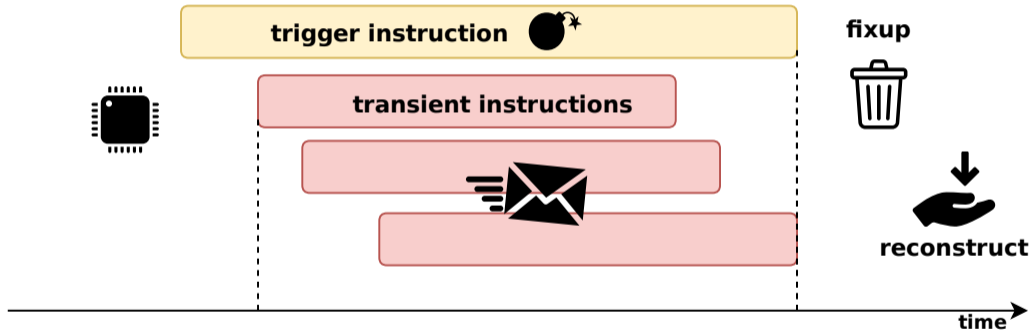 trigger instruction
fixup
transient instructions
reconstruct
time